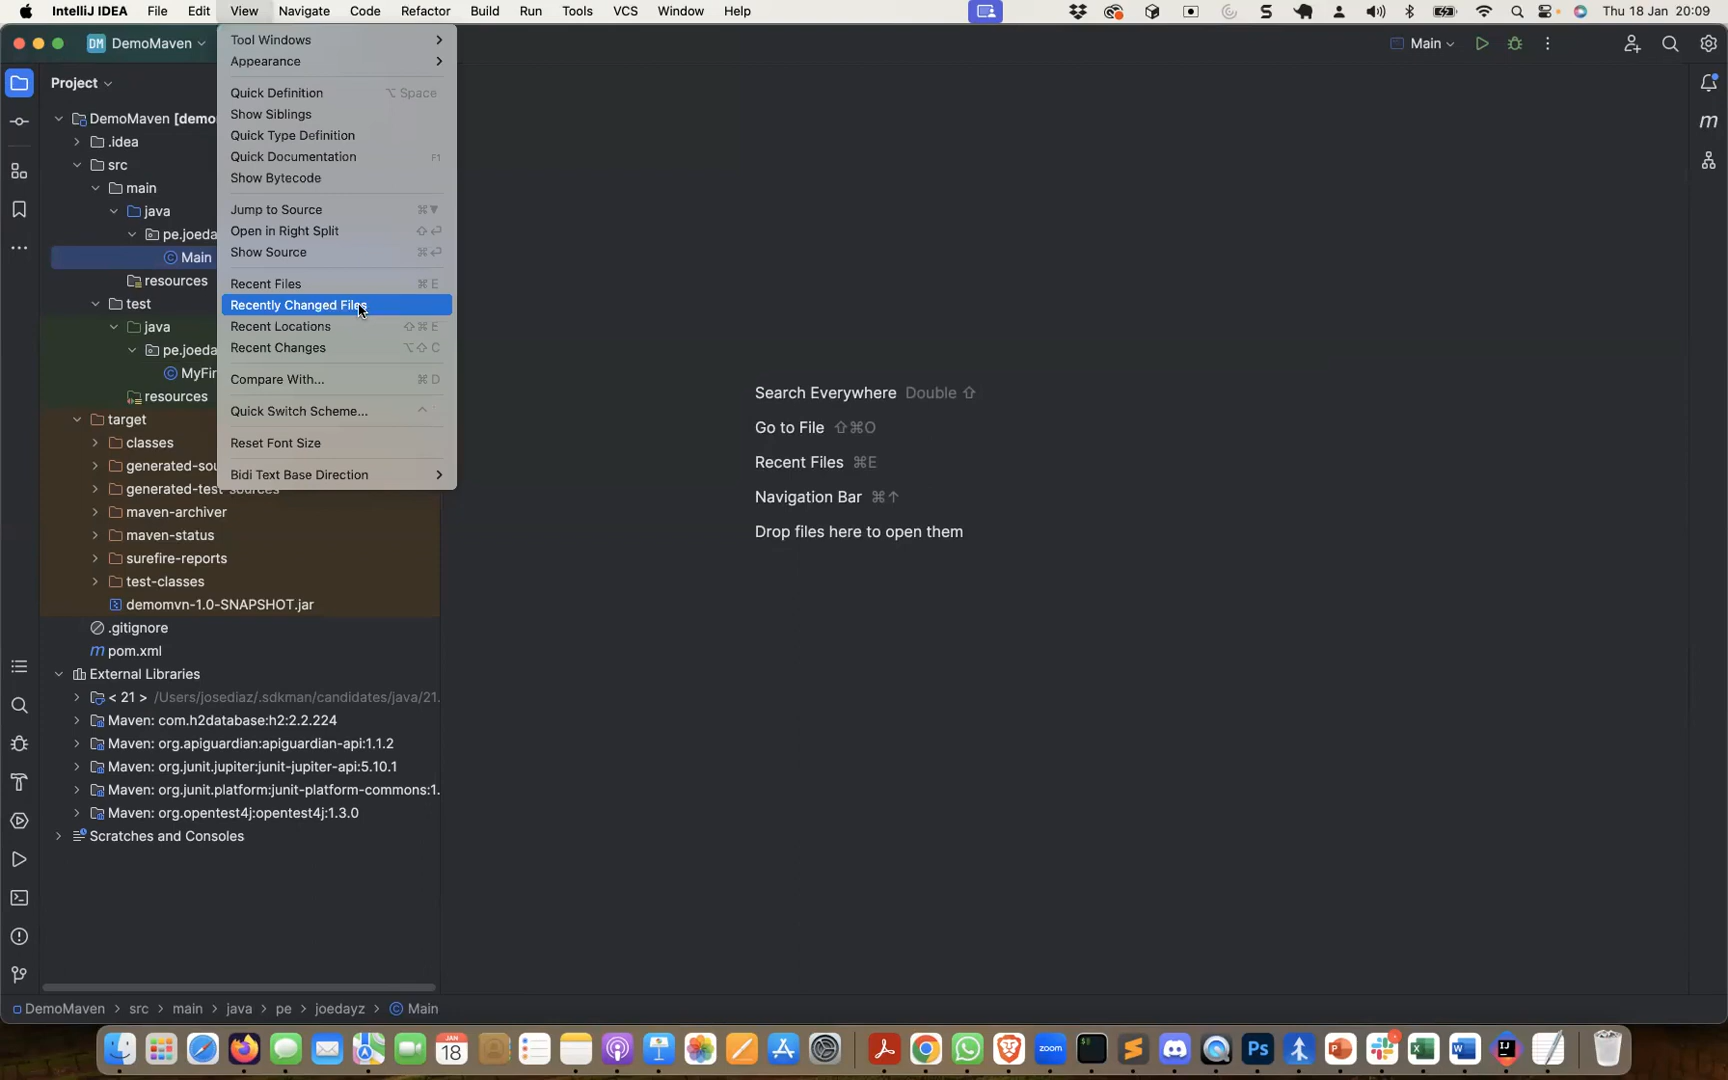 IntelliJ IDEA File Edit View Navigate Code Refactor Build Run Tools VCS Window Help Thu 18 Jan 20:09
DM DemoMaven Main
Project
DemoMaven [demo
.idea
src
main
java
pe.joeda
Main
resources
test
java
pe.joeda
MyFir
resources
target
classes
generated-sou
generated-test-sources
maven-archiver
maven-status
surefire-reports
test-classes
demomvn-1.0-SNAPSHOT.jar
.gitignore
m pom.xml
External Libraries
< 21 > /Users/josediaz/.sdkman/candidates/java/21.
Maven: com.h2database:h2:2.2.224
Maven: org.apiguardian:apiguardian-api:1.1.2
Maven: org.junit.jupiter:junit-jupiter-api:5.10.1
Maven: org.junit.platform:junit-platform-commons:1.
Maven: org.opentest4j:opentest4j:1.3.0
Scratches and Consoles
Tool Windows
Appearance
Quick Definition ⌥ Space
Show Siblings
Quick Type Definition
Quick Documentation F1
Show Bytecode
Jump to Source ⌘▼
Open in Right Split ⇧⏎
Show Source ⌘⏎
Recent Files ⌘E
Recently Changed Files
Recent Locations ⇧⌘E
Recent Changes ⌥⇧C
Compare With... ⌘D
Quick Switch Scheme... ^ `
Reset Font Size
Bidi Text Base Direction
Search Everywhere Double ⇧
Go to File ⇧⌘O
Recent Files ⌘E
Navigation Bar ⌘↑
Drop files here to open them
m
DemoMaven > src > main > java > pe > joedayz > Main
JAN
18
zoom
Ps